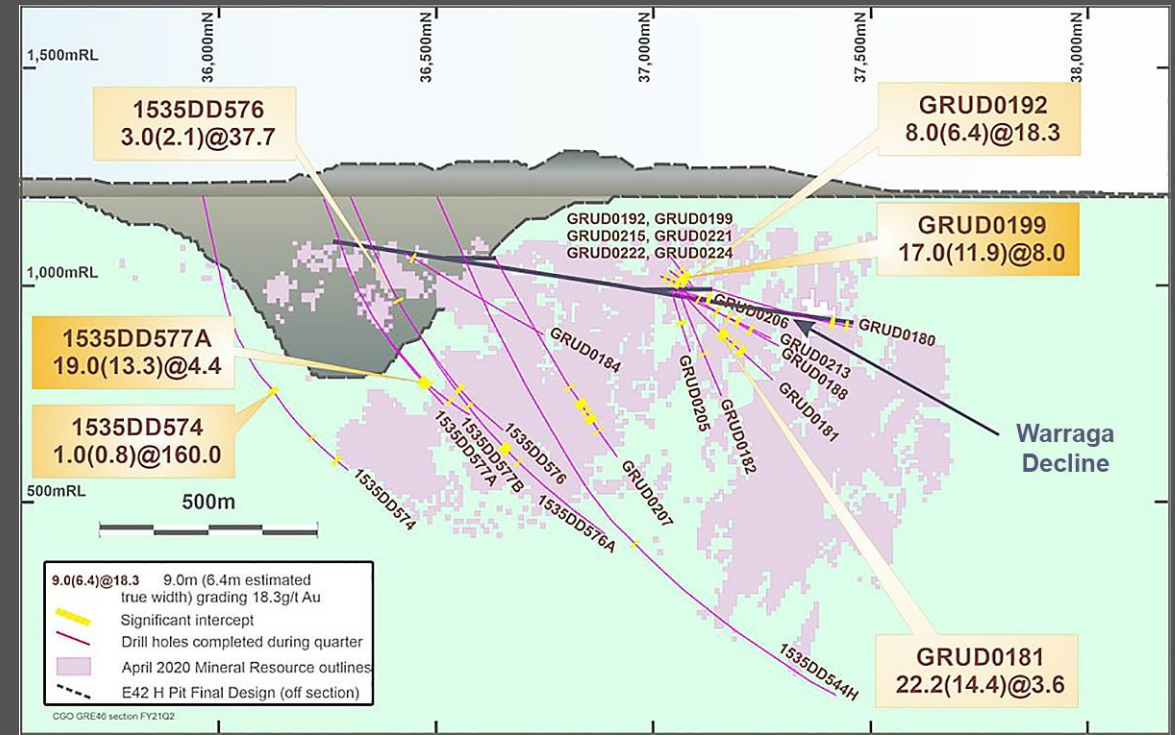 36,000mN
36,500mN
37,000mN
37,500mN
38,000mN
1,500mRL
1535DD576
3.0(2.1)@37.7
GRUD0192
8.0(6.4)@18.3
GRUD0192, GRUD0199
GRUD0215, GRUD0221
GRUD0222, GRUD0224
GRUD0199
17.0(11.9)@8.0
1,000mRL
GRUD0206
GRUD0180
GRUD0184
GRUD0213
GRUD0188
GRUD0181
GRUD0205
GRUD0182
1535DD577A
19.0(13.3)@4.4
1535DD574
1.0(0.8)@160.0
1535DD577A
1535DD577B
1535DD576
GRUD0207
1535DD576A
1535DD574
Warraga
Decline
500mRL
500m
1535DD544H
GRUD0181
22.2(14.4)@3.6
9.0(6.4)@18.3 9.0m (6.4m estimated
true width) grading 18.3g/t Au
Significant intercept
Drill holes completed during quarter
April 2020 Mineral Resource outlines
E42 H Pit Final Design (off section)
CGO GRE46 section FY21Q2